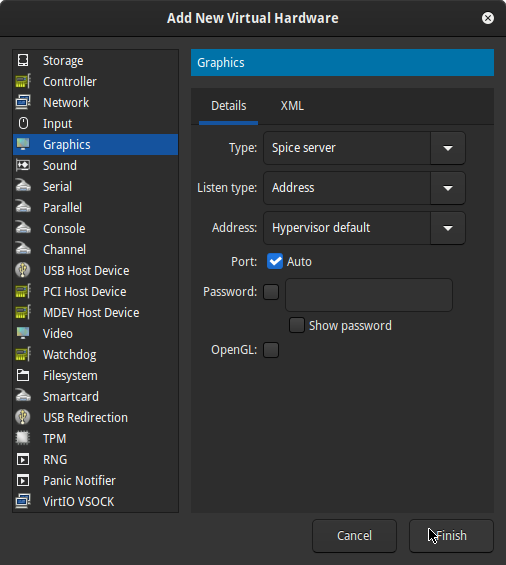 Add New Virtual Hardware
Storage
Controller
Network
Input
Graphics
Sound
Serial
Parallel
Console
Channel
USB Host Device
PCI Host Device
MDEV Host Device
Video
Watchdog
Filesystem
Smartcard
USB Redirection
TPM
RNG
Panic Notifier
VirtIO VSOCK
Graphics
Details XML
Type: Spice server
Listen type: Address
Address: Hypervisor default
Port: Auto
Password:
Show password
OpenGL:
Cancel Finish